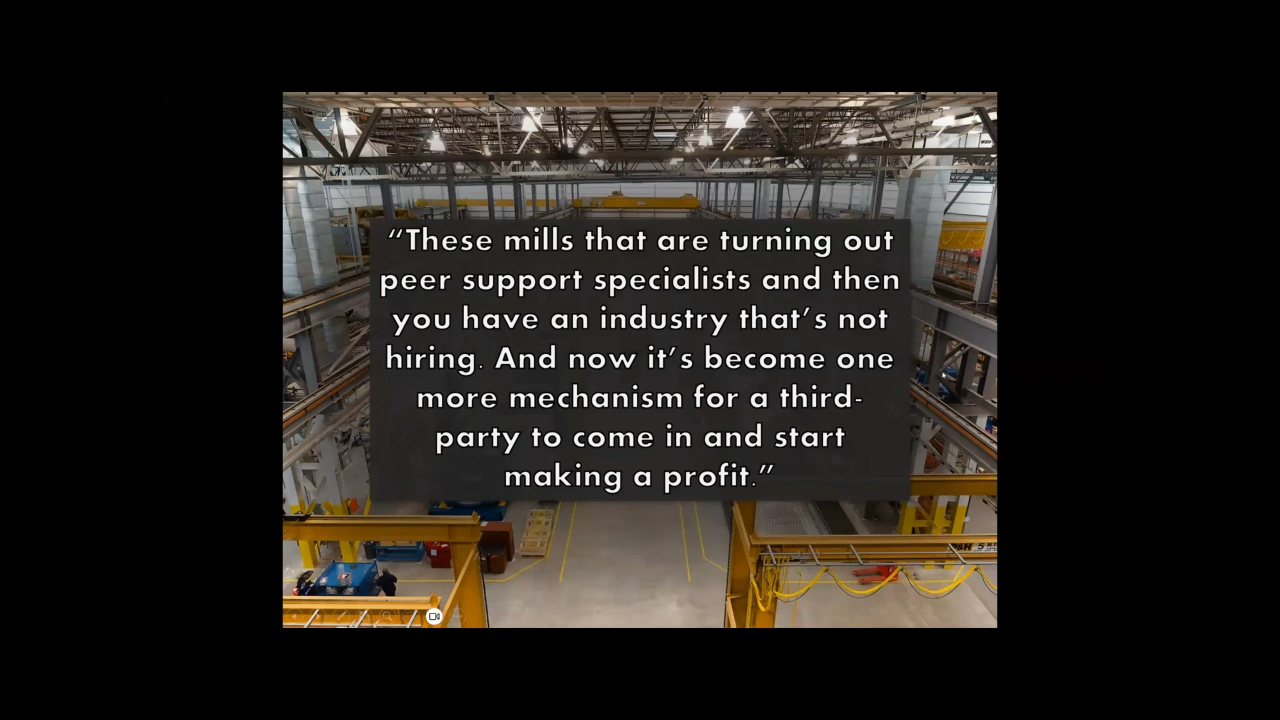 “These mills that are turning out
peer support specialists and then
you have an industry that’s not
hiring. And now it’s become one
more mechanism for a third-
party to come in and start
making a profit.”